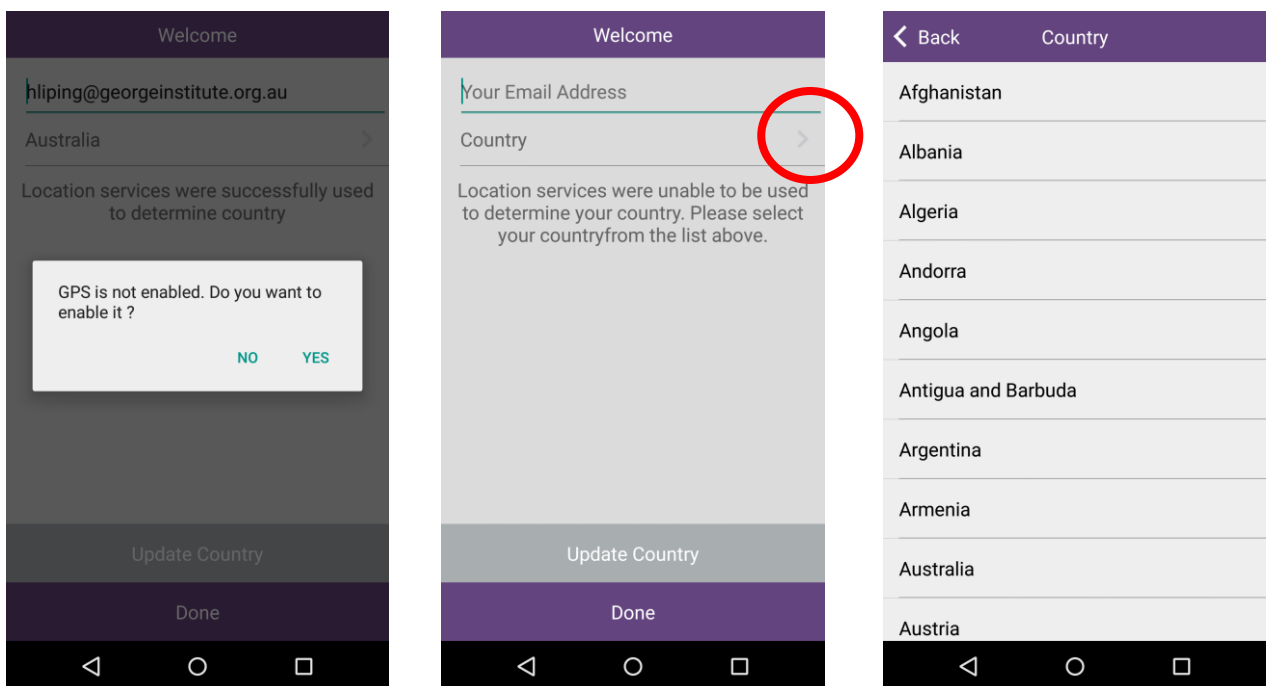 Welcome
hliping@georgeinstitute.org.au
Australia
Location services were successfully used
to determine country
GPS is not enabled. Do you want to
enable it ?
NO YES
Update Country
Done
Welcome
Your Email Address
Country
Location services were unable to be used
to determine your country. Please select
your countryfrom the list above.
Update Country
Done
Back Country
Afghanistan
Albania
Algeria
Andorra
Angola
Antigua and Barbuda
Argentina
Armenia
Australia
Austria